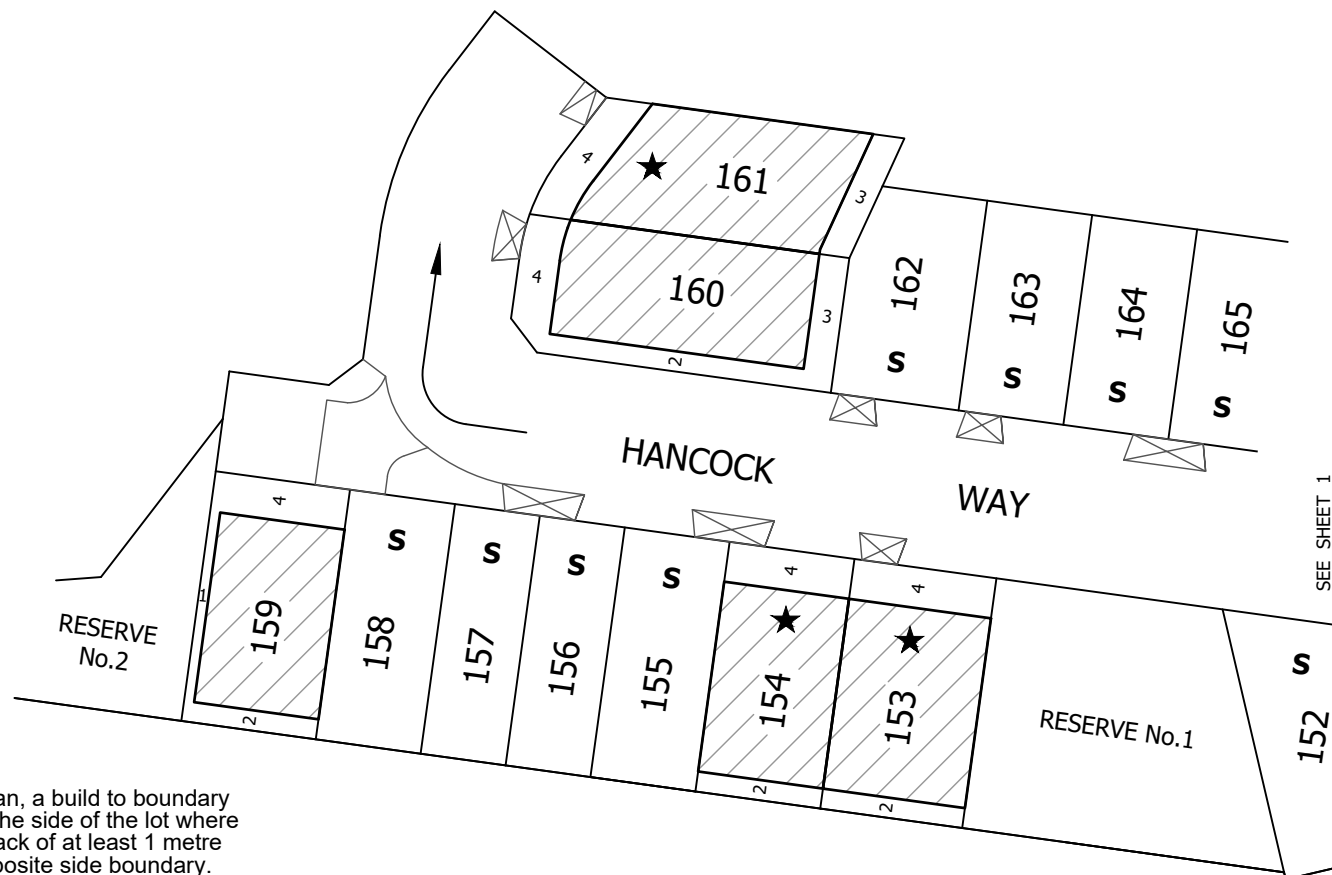 4
161
3
160
4
3
2
162
163
164
165
S
S
S
S
HANCOCK
WAY
SEE SHEET 1
4
1
159
2
RESERVE
No.2
S
158
S
157
S
156
S
155
4
154
2
4
153
2
RESERVE No.1
S
152
an, a build to boundary
he side of the lot where
ack of at least 1 metre
posite side boundary.